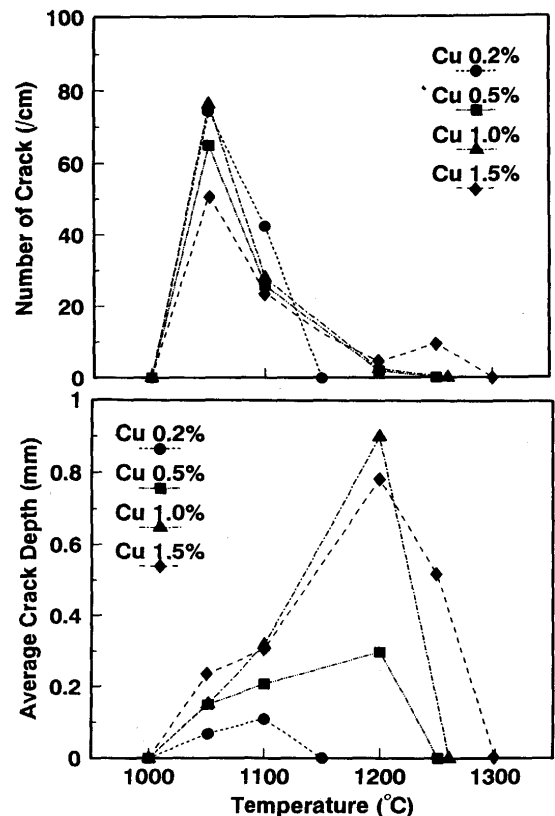 100
80
60
40
20
0
Number of Crack (/cm)
Cu 0.2%
Cu 0.5%
Cu 1.0%
Cu 1.5%
1
0.8
0.6
0.4
0.2
0
Average Crack Depth (mm)
Cu 0.2%
Cu 0.5%
Cu 1.0%
Cu 1.5%
1000 1100 1200 1300
Temperature (°C)